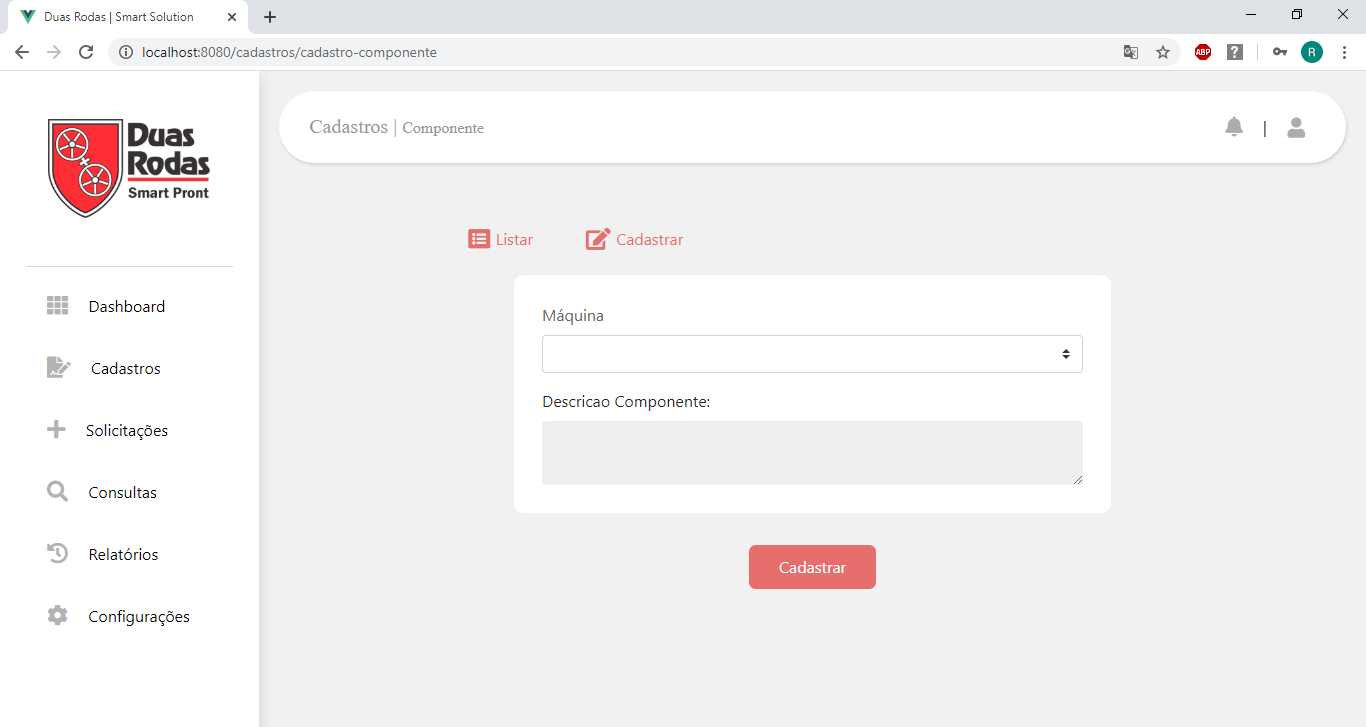 Duas Rodas | Smart Solution
localhost:8080/cadastros/cadastro-componente
ABP
?
R
Duas
Rodas
Smart Pront
Cadastros | Componente
|
Listar
Cadastrar
Dashboard
Cadastros
Solicitações
Consultas
Relatórios
Configurações
Máquina
Descricao Componente:
Cadastrar